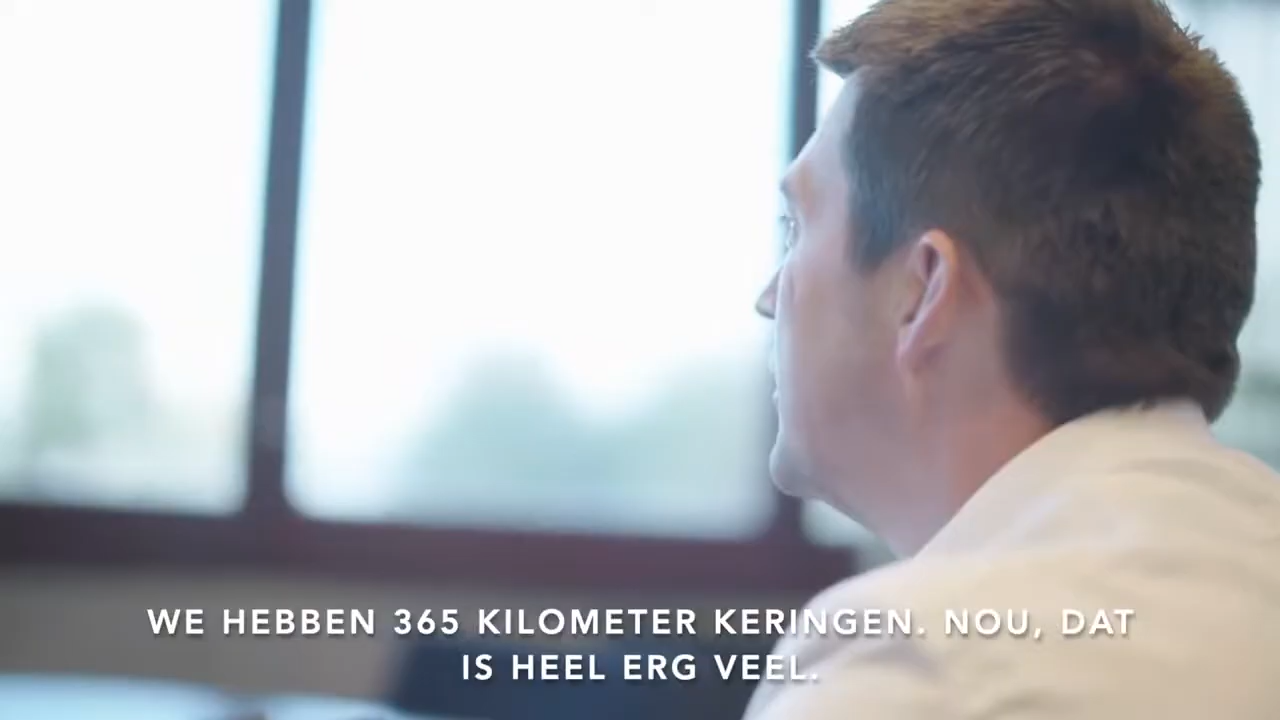 WE HEBBEN 365 KILOMETER KERINGEN. NOU, DAT
IS HEEL ERG VEEL.